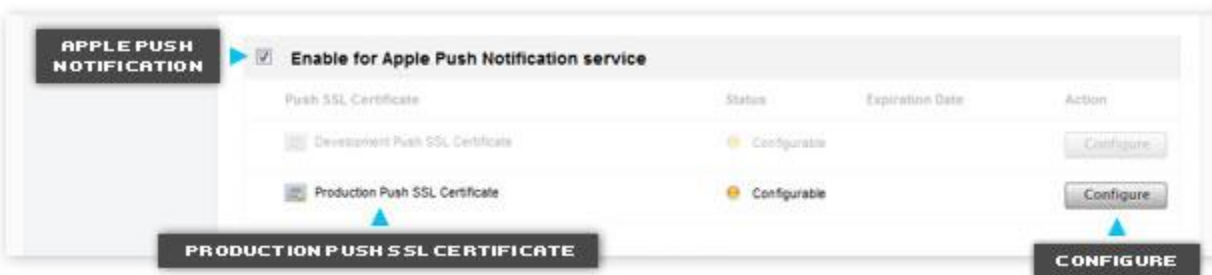 APPLE PUSH
NOTIFICATION
Enable for Apple Push Notification service
Push SSL Certificate Status Expiration Date Action
Development Push SSL Certificate Configurable Configure
Production Push SSL Certificate Configurable Configure
PRODUCTION PUSH SSL CERTIFICATE
CONFIGURE